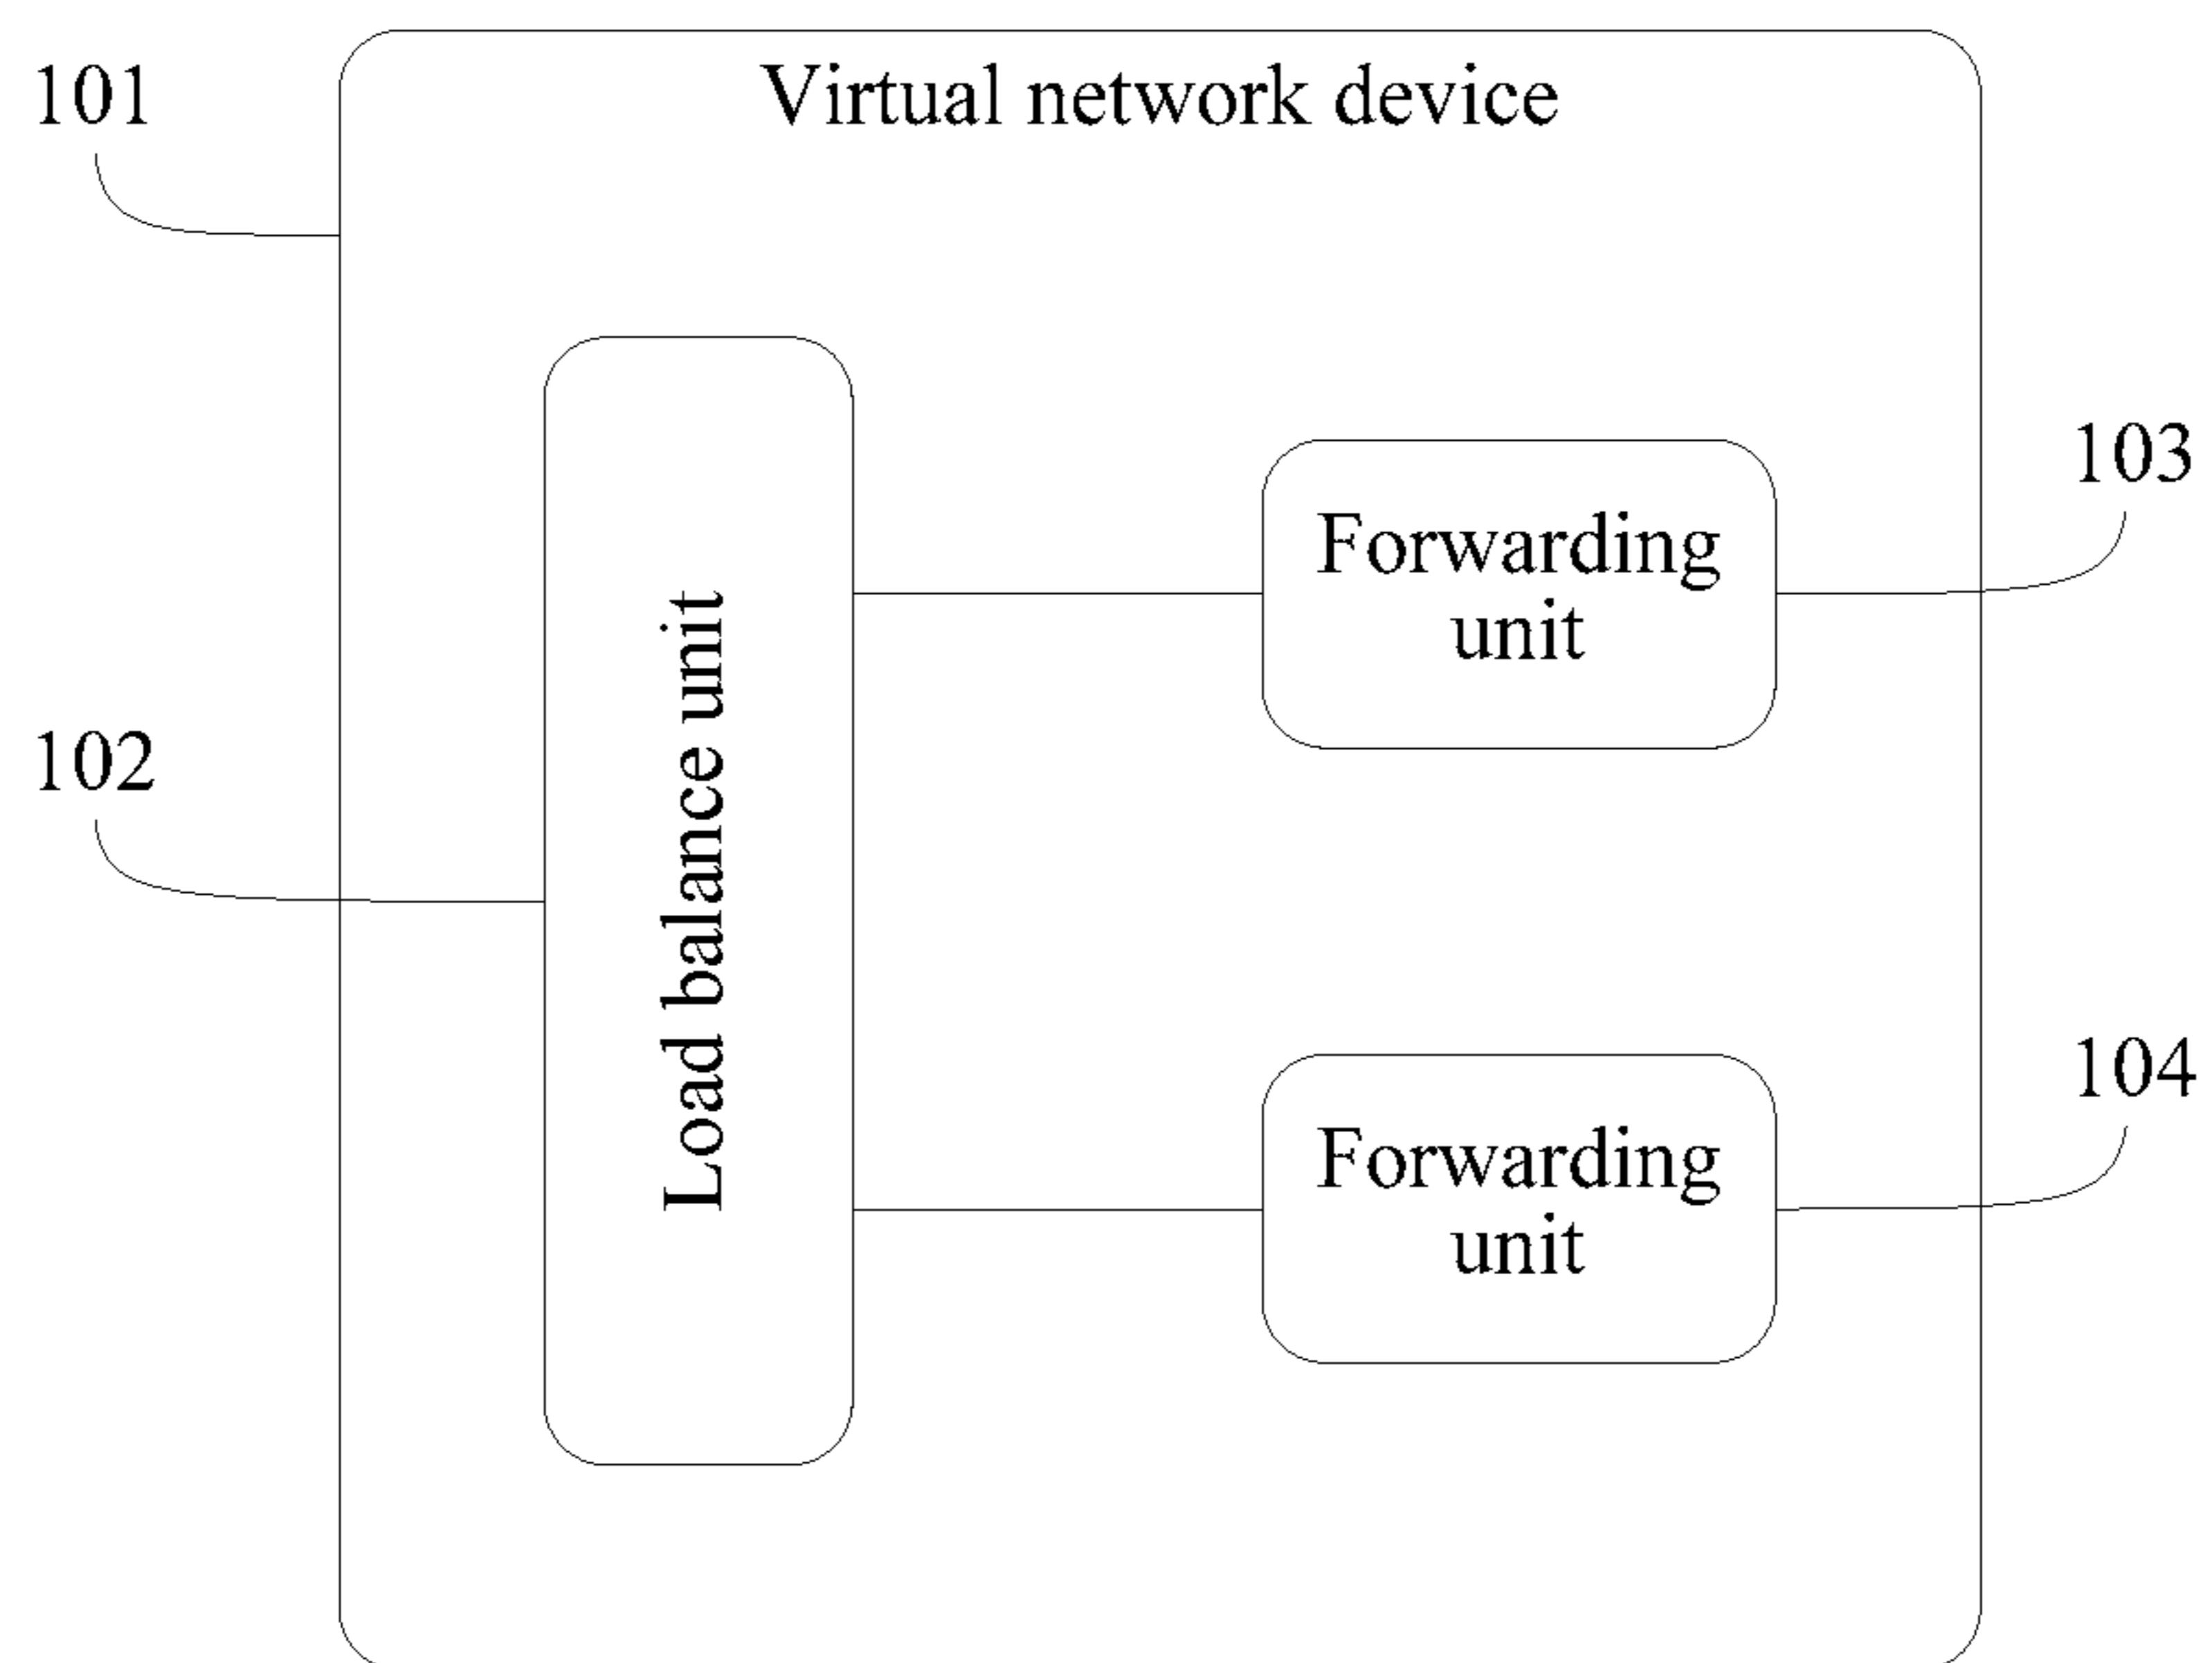 101
Virtual network device
103
Forwarding
unit
102
Load balance unit
104
Forwarding
unit